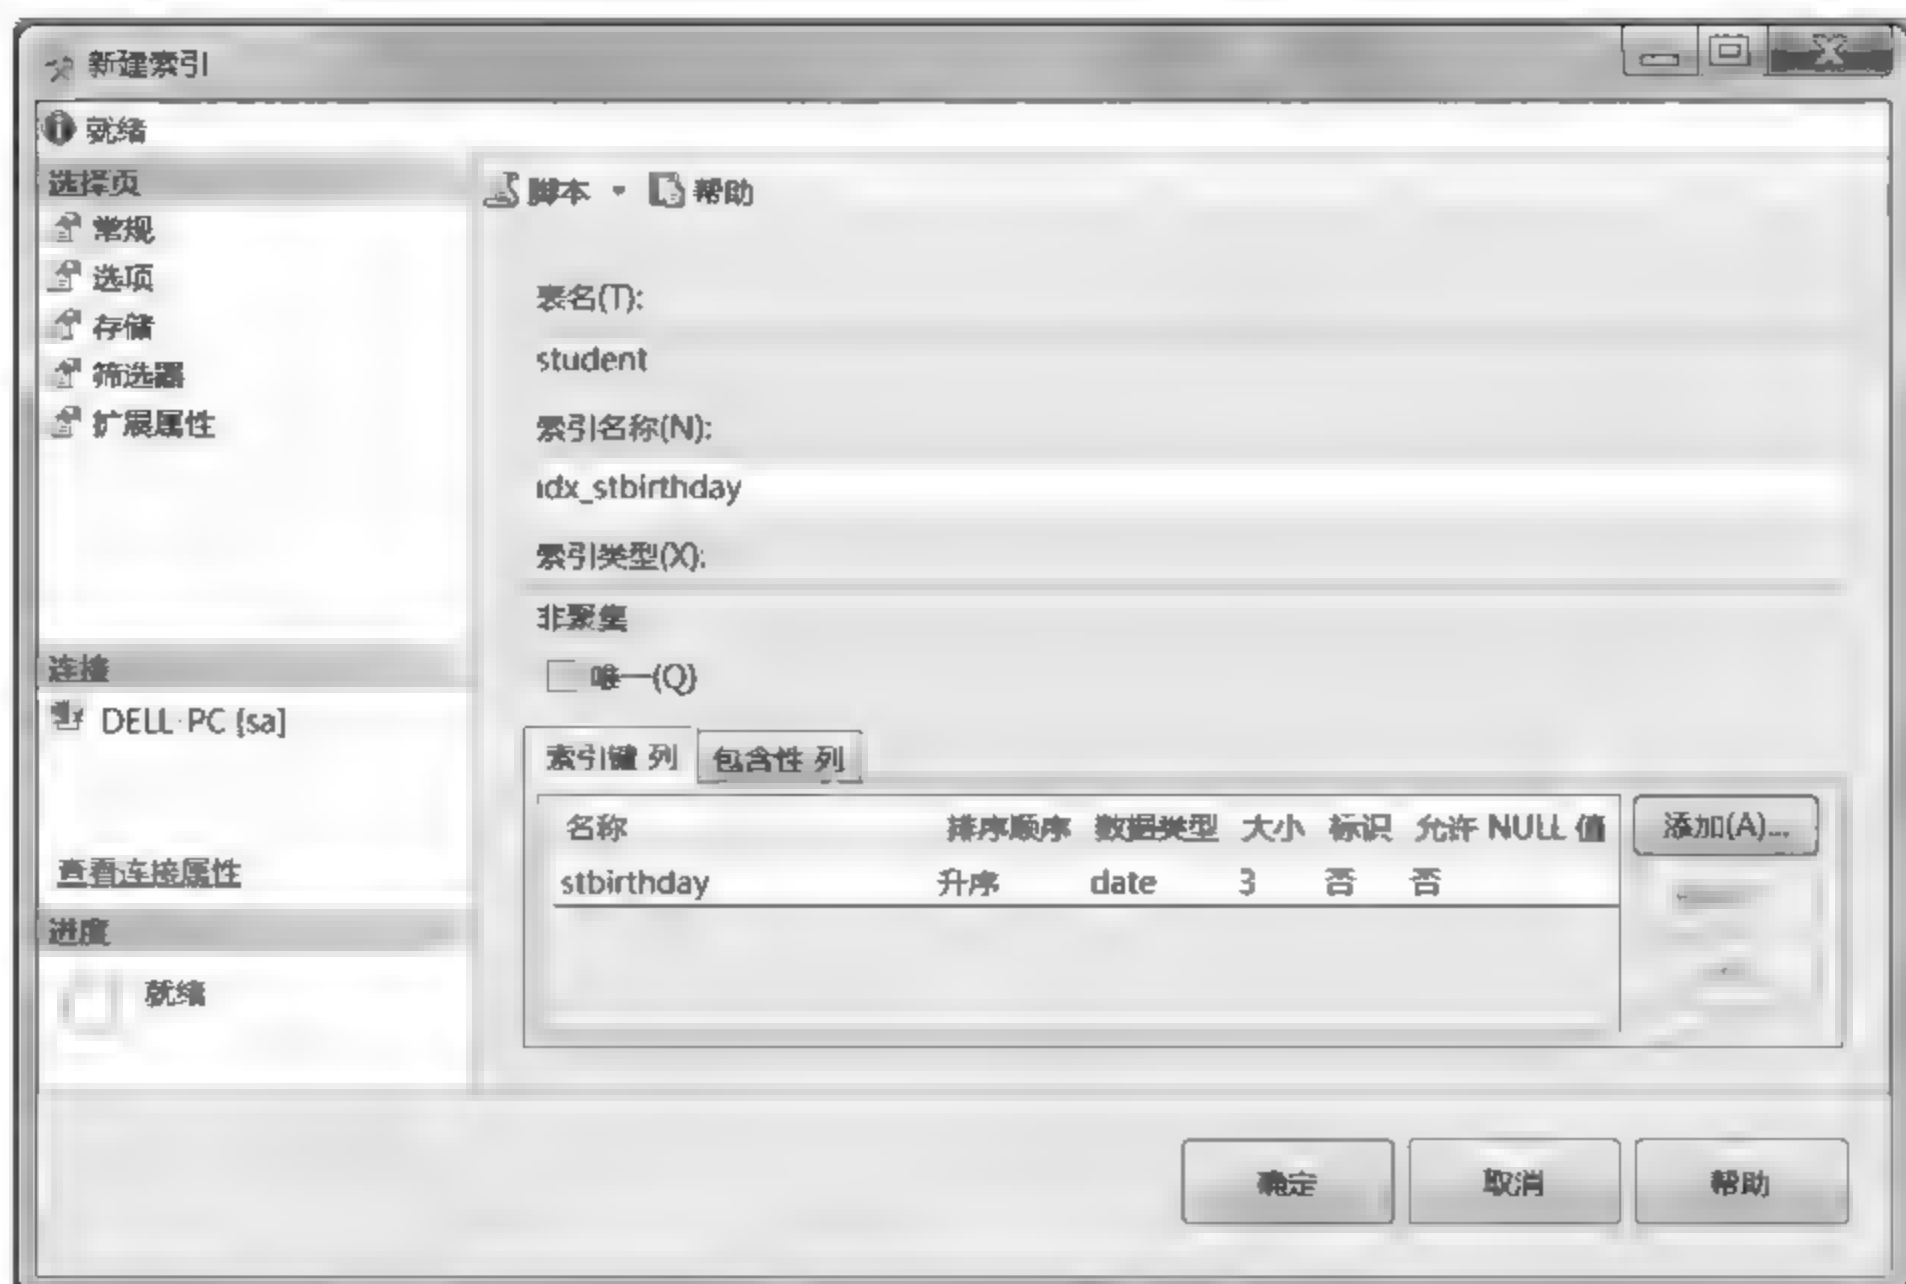 新建索引
就绪
选择页
常规
选项
存储
筛选器
扩展属性
连接
DELL-PC [sa]
查看连接属性
进度
就绪
脚本 帮助
表名(T):
student
索引名称(N):
idx_stbirthday
索引类型(X):
非聚集
唯一(Q)
索引键 列 包含性 列
名称 排序顺序 数据类型 大小 标识 允许 NULL 值
stbirthday 升序 date 3 否 否
添加(A)...
确定 取消 帮助